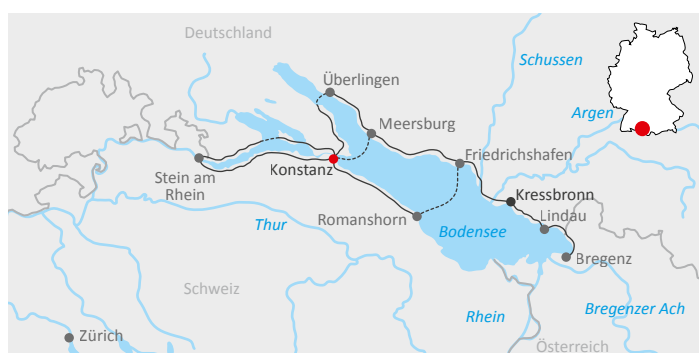 Deutschland
Schussen
Überlingen
Argen
Meersburg
Friedrichshafen
Konstanz
Stein am
Rhein
Kressbronn
Romanshorn
Lindau
Thur
Bodensee
Bregenz
Schweiz
Rhein
Bregenzer Ach
Zürich
Österreich